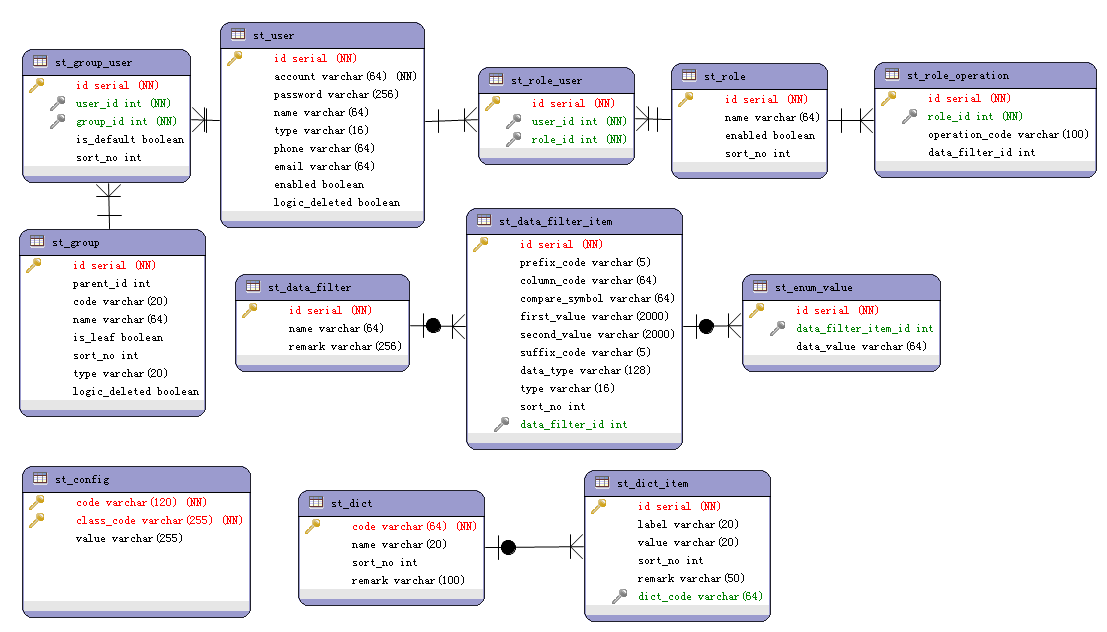 st_group_user
id serial (NN)
user_id int (NN)
group_id int (NN)
is_default boolean
sort_no int
st_user
id serial (NN)
account varchar(64) (NN)
password varchar(256)
name varchar(64)
type varchar(16)
phone varchar(64)
email varchar(64)
enabled boolean
logic_deleted boolean
st_role_user
id serial (NN)
user_id int (NN)
role_id int (NN)
st_role
id serial (NN)
name varchar(64)
enabled boolean
sort_no int
st_role_operation
id serial (NN)
role_id int (NN)
operation_code varchar(100)
data_filter_id int
st_group
id serial (NN)
parent_id int
code varchar(20)
name varchar(64)
is_leaf boolean
sort_no int
type varchar(20)
logic_deleted boolean
st_data_filter
id serial (NN)
name varchar(64)
remark varchar(256)
st_data_filter_item
id serial (NN)
prefix_code varchar(5)
column_code varchar(64)
compare_symbol varchar(64)
first_value varchar(2000)
second_value varchar(2000)
suffix_code varchar(5)
data_type varchar(128)
type varchar(16)
sort_no int
data_filter_id int
st_enum_value
id serial (NN)
data_filter_item_id int
data_value varchar(64)
st_config
code varchar(120) (NN)
class_code varchar(255) (NN)
value varchar(255)
st_dict
code varchar(64) (NN)
name varchar(20)
sort_no int
remark varchar(100)
st_dict_item
id serial (NN)
label varchar(20)
value varchar(20)
sort_no int
remark varchar(50)
dict_code varchar(64)